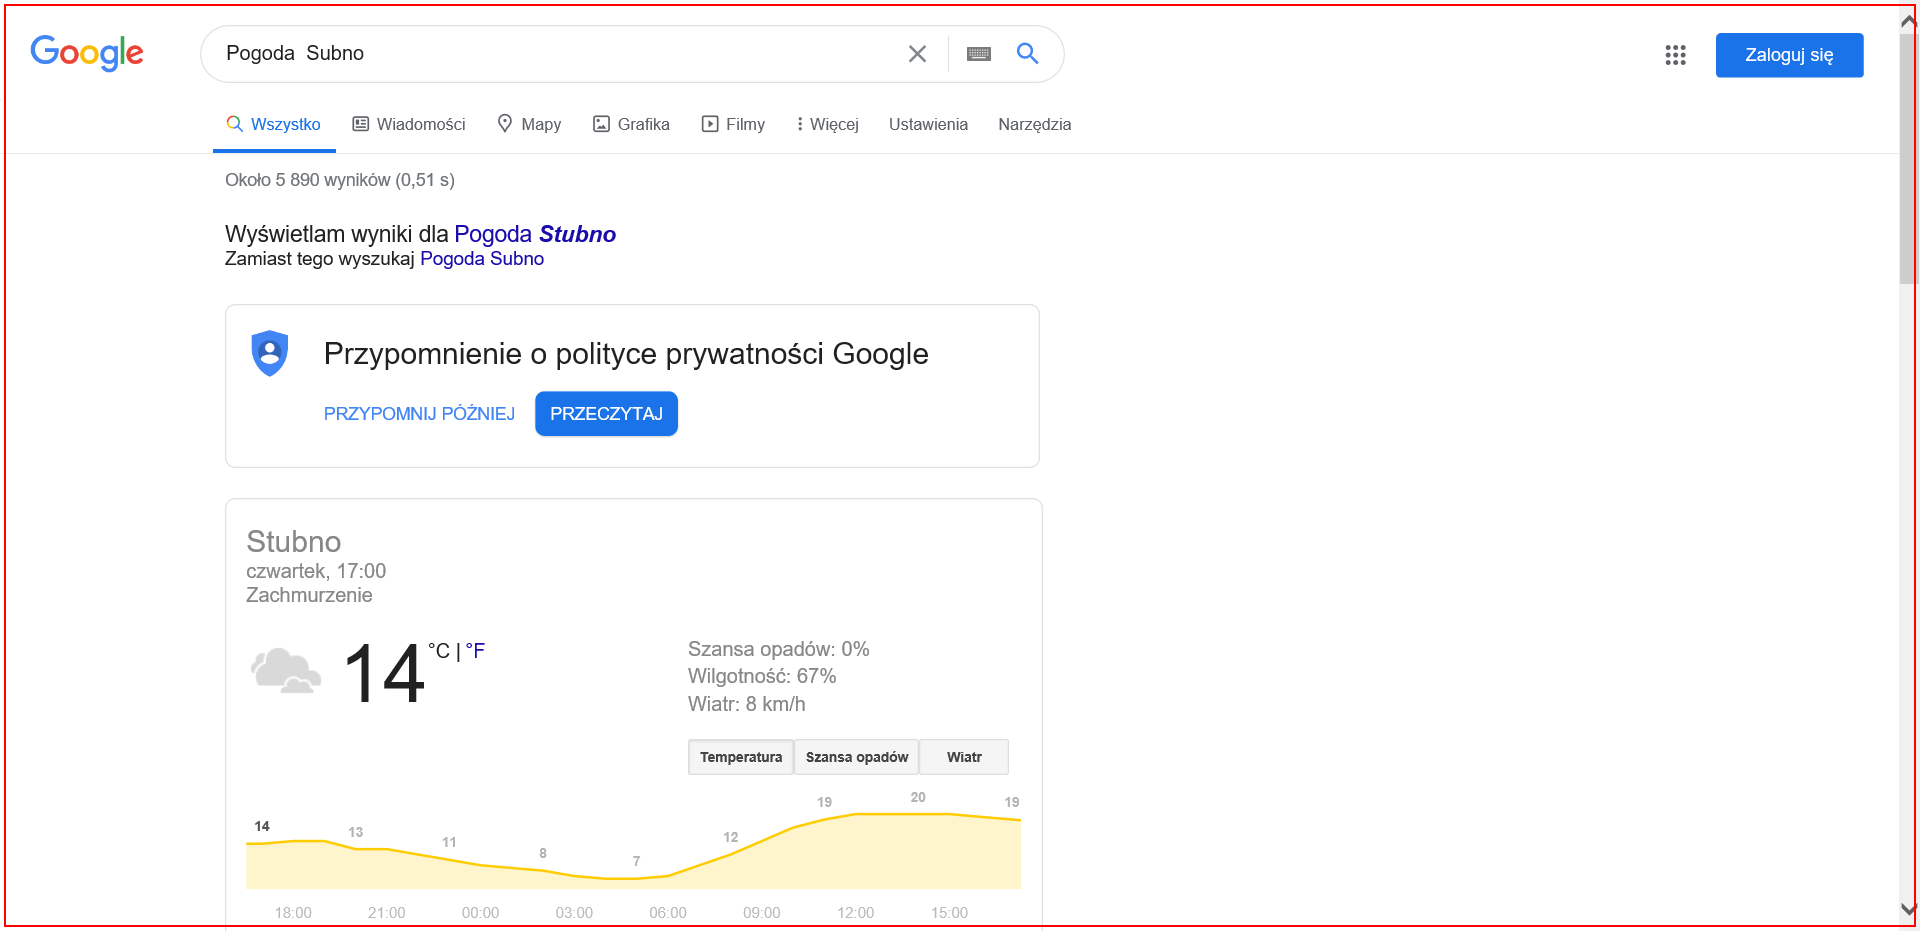 Google
Pogoda  Subno
Zaloguj się
Wszystko Wiadomości Mapy Grafika Filmy Więcej Ustawienia Narzędzia
Około 5 890 wyników (0,51 s)
Wyświetlam wyniki dla Pogoda Stubno
Zamiast tego wyszukaj Pogoda Subno
Przypomnienie o polityce prywatności Google
PRZYPOMNIJ PÓŹNIEJ PRZECZYTAJ
Stubno
czwartek, 17:00
Zachmurzenie
14 °C | °F
Szansa opadów: 0%
Wilgotność: 67%
Wiatr: 8 km/h
Temperatura Szansa opadów Wiatr
14 13 11 8 7 12 19 20 19
18:00 21:00 00:00 03:00 06:00 09:00 12:00 15:00